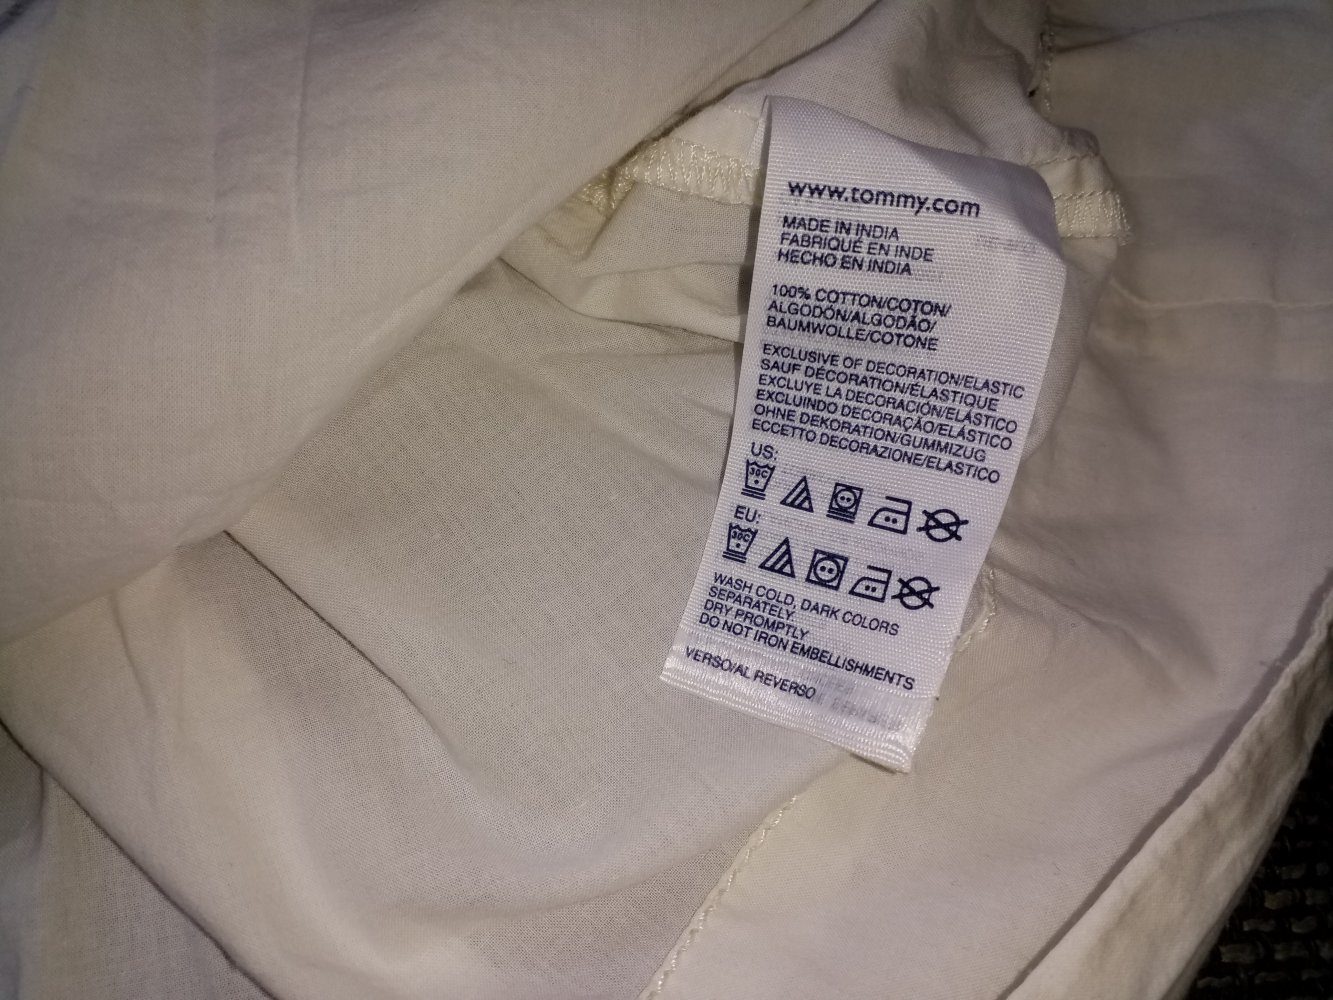 www.tommy.com
MADE IN INDIA
FABRIQUÉ EN INDE
HECHO EN INDIA
100% COTTON/COTON/
ALGODÓN/ALGODÃO/
BAUMWOLLE/COTONE
EXCLUSIVE OF DECORATION/ELASTIC
SAUF DÉCORATION/ÉLASTIQUE
EXCLUYE LA DECORACIÓN/ELÁSTICO
EXCLUINDO DECORAÇÃO/ELÁSTICO
OHNE DEKORATION/GUMMIZUG
ECCETTO DECORAZIONE/ELASTICO
US:
30C
EU:
30C
WASH COLD, DARK COLORS
SEPARATELY
DRY PROMPTLY
DO NOT IRON EMBELLISHMENTS
VERSO/AL REVERSO